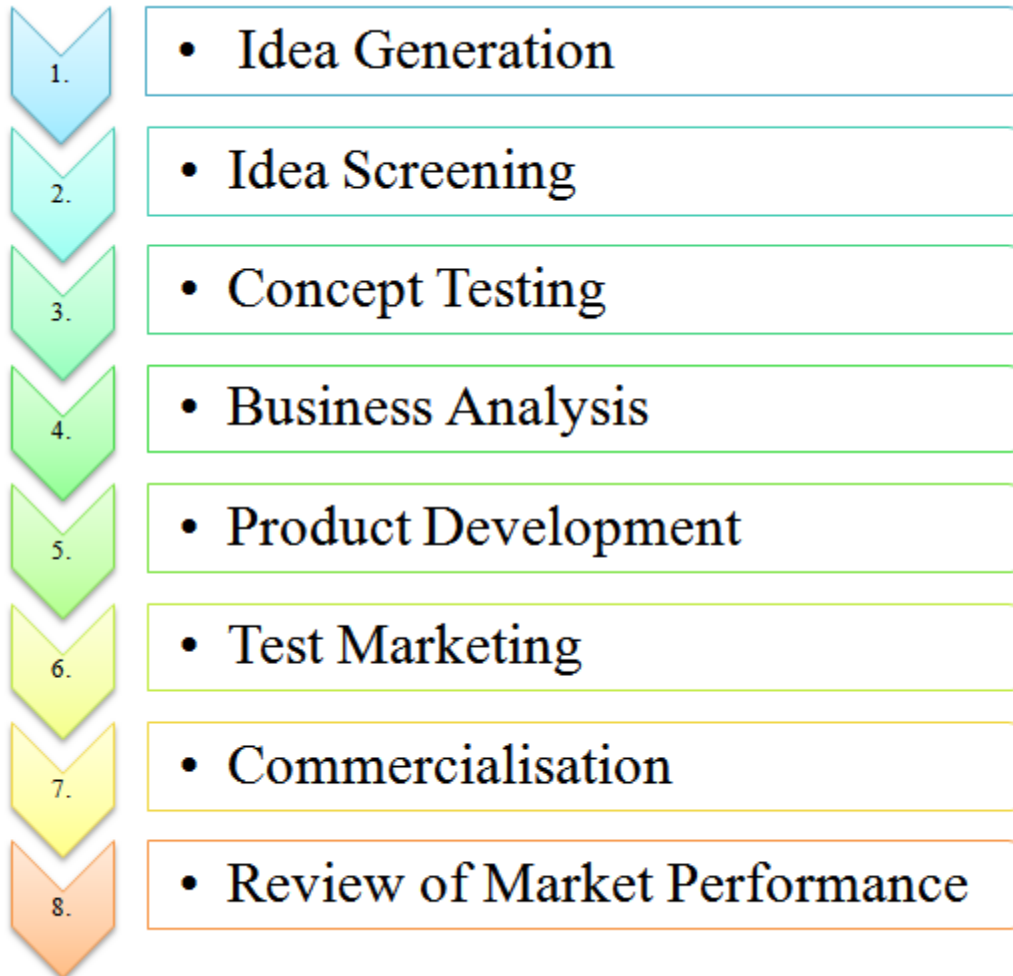 1. • Idea Generation
2. • Idea Screening
3. • Concept Testing
4. • Business Analysis
5. • Product Development
6. • Test Marketing
7. • Commercialisation
8. • Review of Market Performance